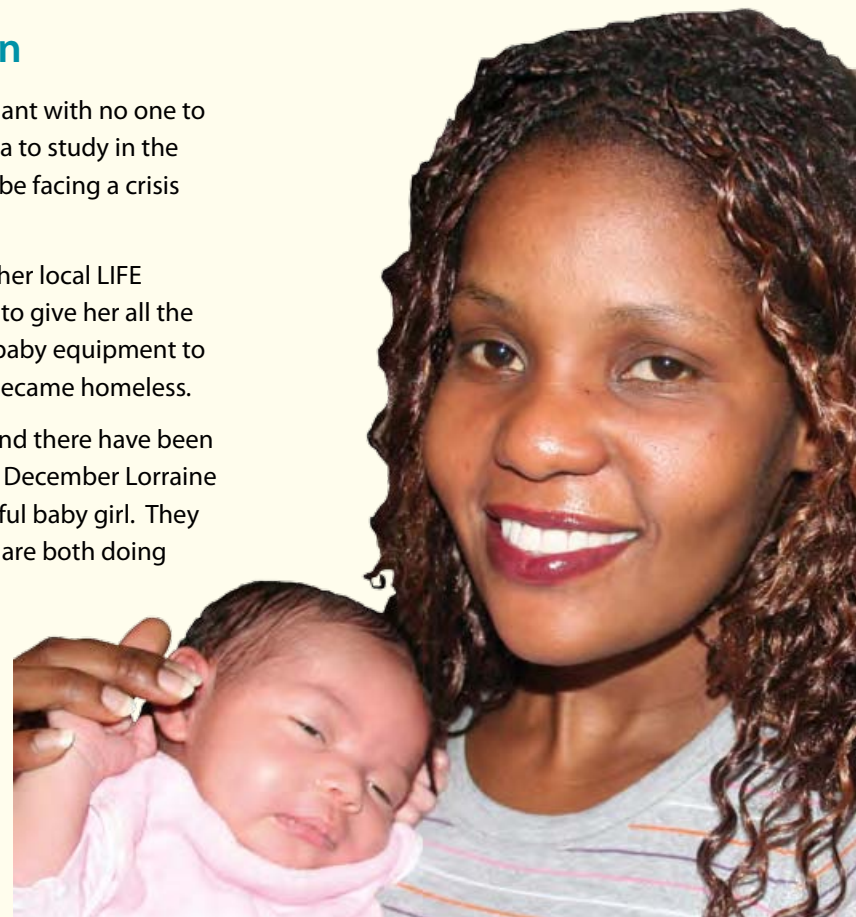 n
ant with no one to
a to study in the
be facing a crisis
her local LIFE
to give her all the
baby equipment to
ecame homeless.
nd there have been
December Lorraine
ful baby girl. They
are both doing